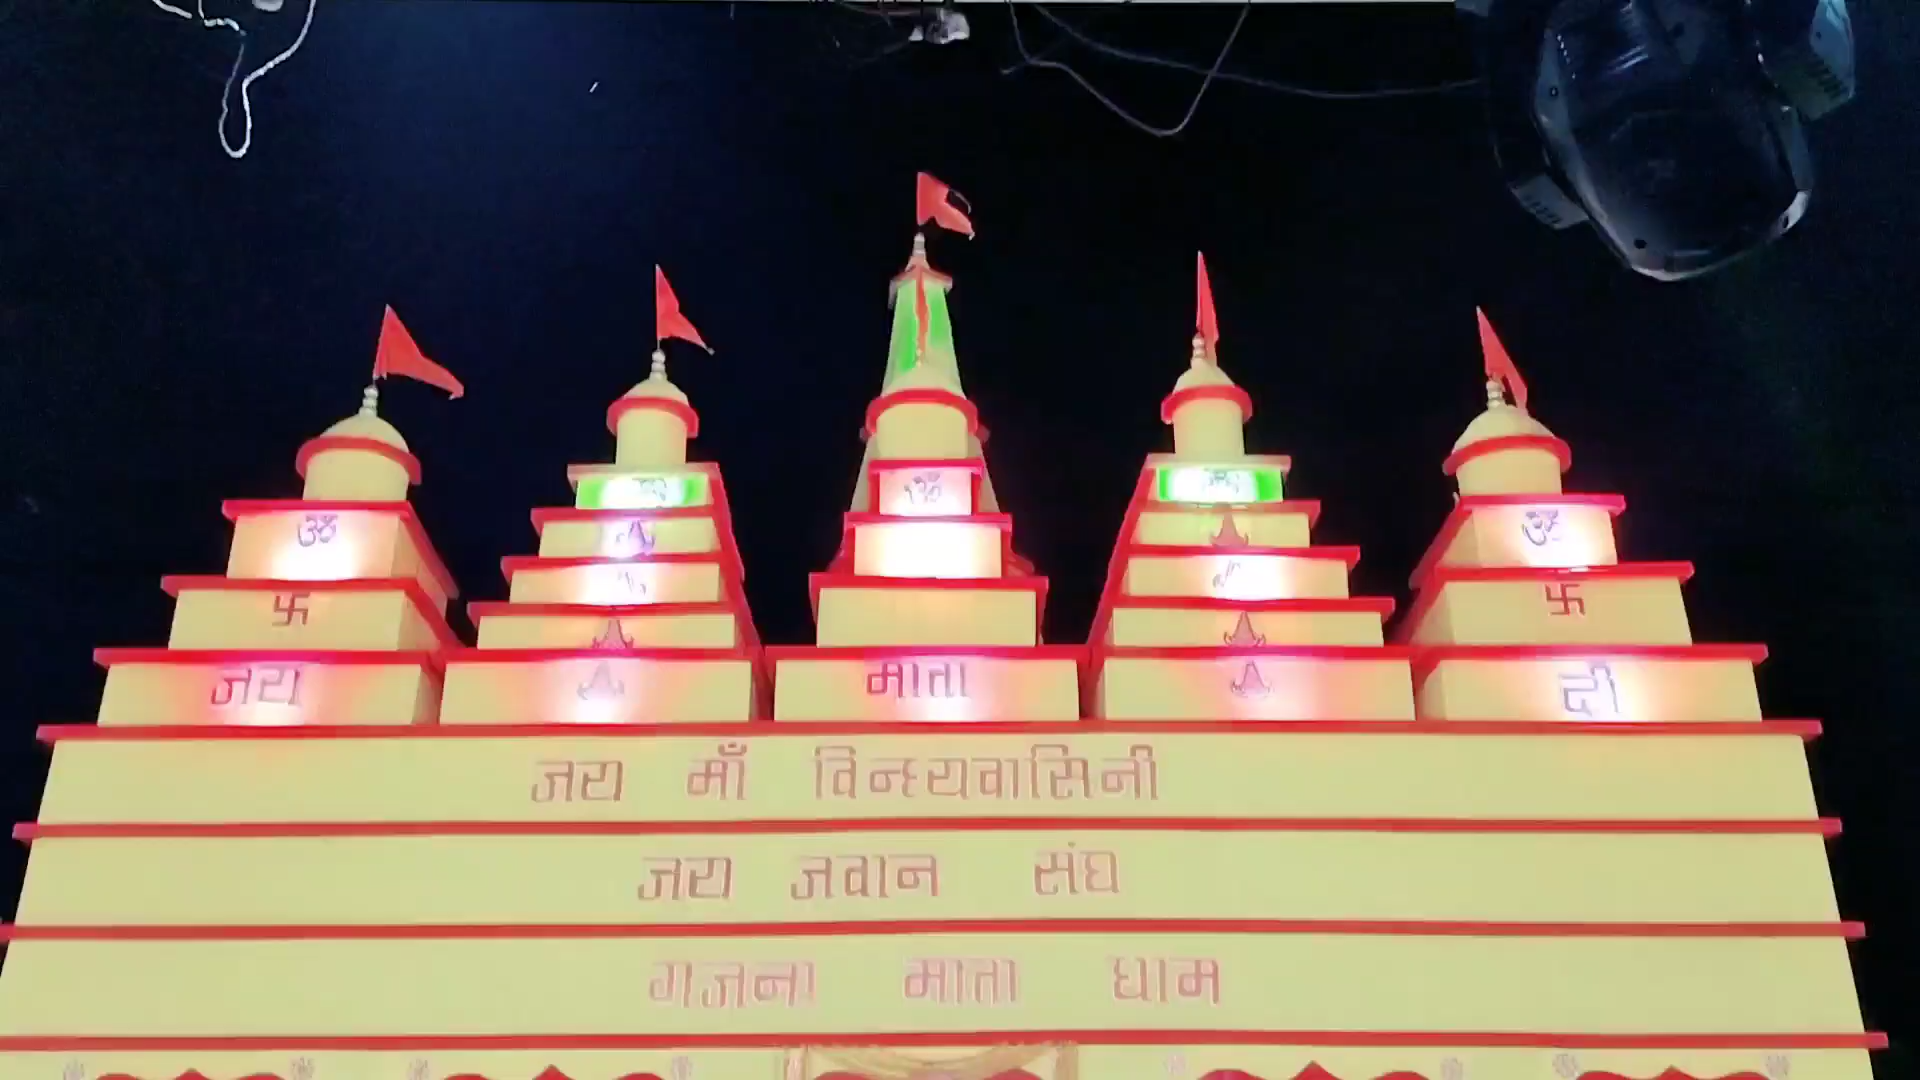 ॐ ॐ ॐ
卐 卐
जय माता दी
जय माँ विन्ध्यवासिनी
जय जवान संघ
गजना माता धाम